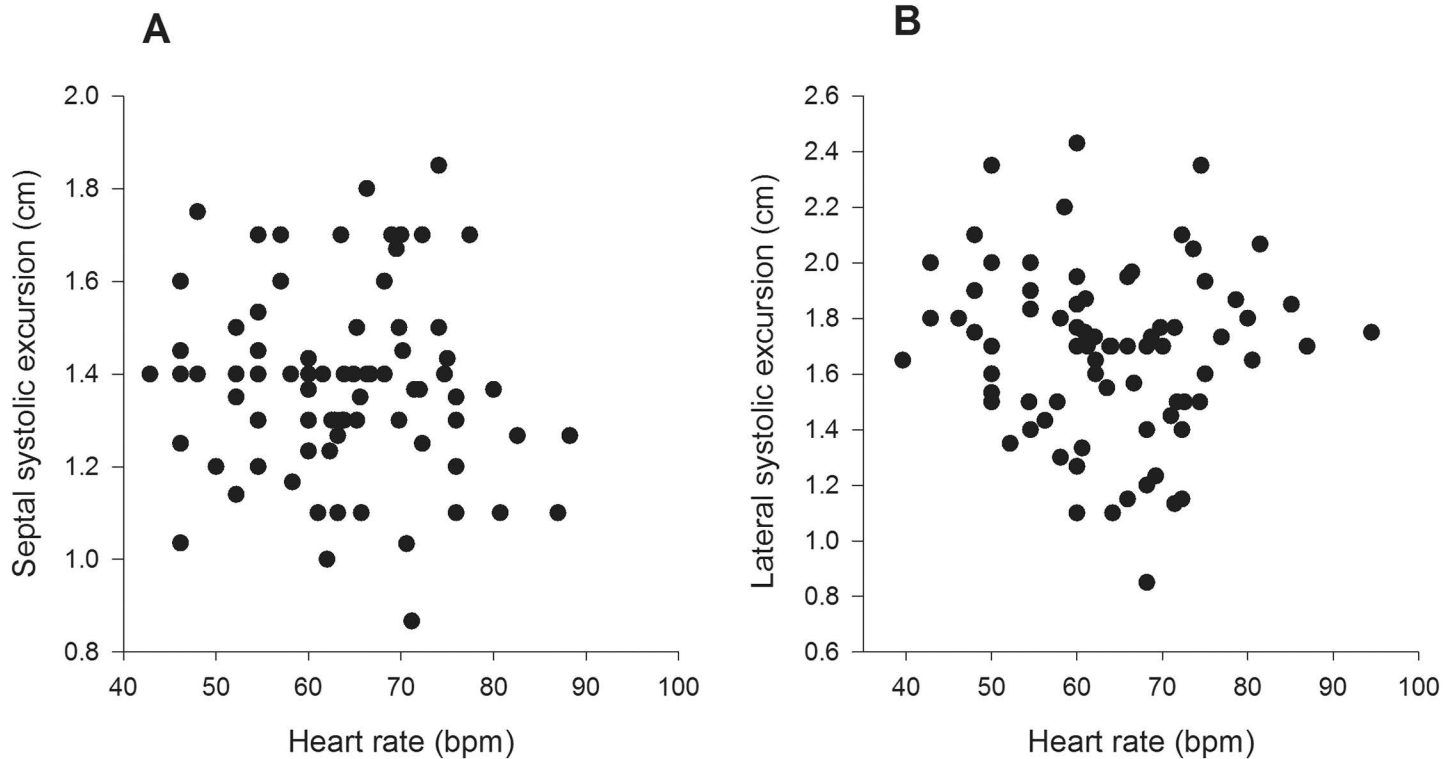 A
Septal systolic excursion (cm)
2.0
1.8
1.6
1.4
1.2
1.0
0.8
40 50 60 70 80 90 100
Heart rate (bpm)
B
Lateral systolic excursion (cm)
2.6
2.4
2.2
2.0
1.8
1.6
1.4
1.2
1.0
0.8
0.6
40 50 60 70 80 90 100
Heart rate (bpm)